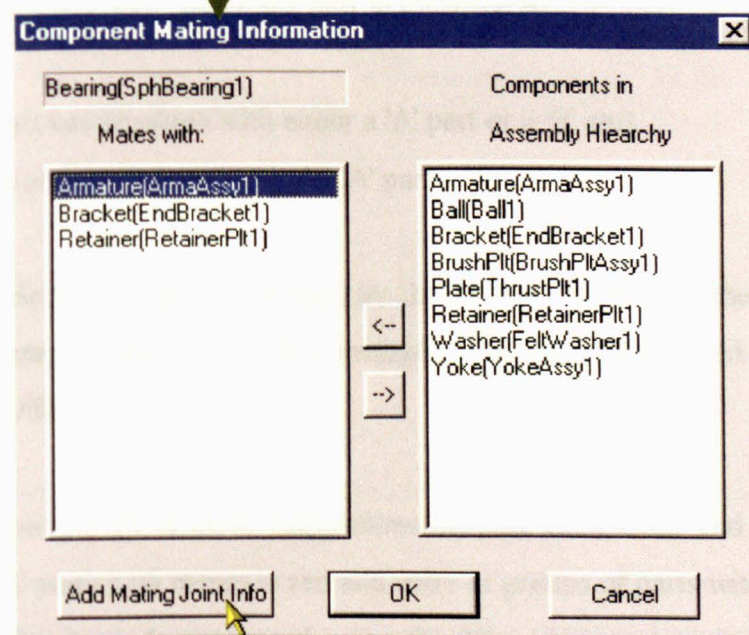 Component Mating Information
Bearing(SphBearing1)
Mates with:
Armature(ArmaAssy1)
Bracket(EndBracket1)
Retainer(RetainerPlt1)
Components in
Assembly Hiearchy
Armature(ArmaAssy1)
Ball(Ball1)
Bracket(EndBracket1)
BrushPlt(BrushPltAssy1)
Plate(ThrustPlt1)
Retainer(RetainerPlt1)
Washer(FeltWasher1)
Yoke(YokeAssy1)
<--
-->
Add Mating Joint Info
OK
Cancel